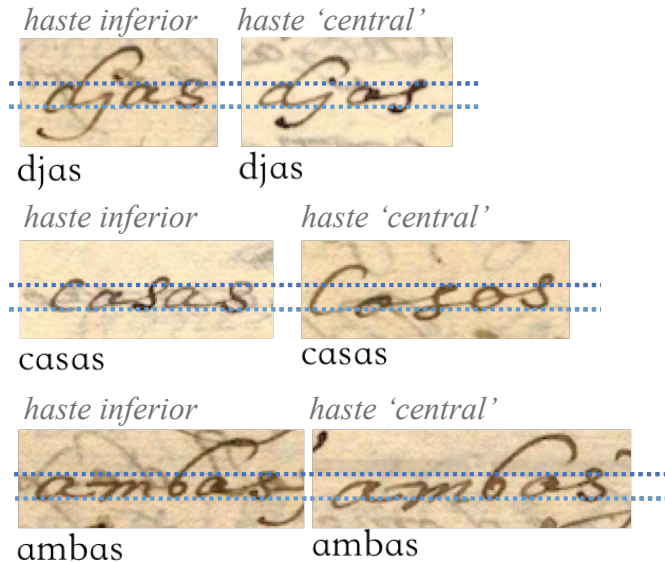 haste inferior haste ‘central’
djas djas
djas djas
haste inferior haste ‘central’
casas Casas
casas casas
haste inferior haste ‘central’
ambas ambas
ambas ambas